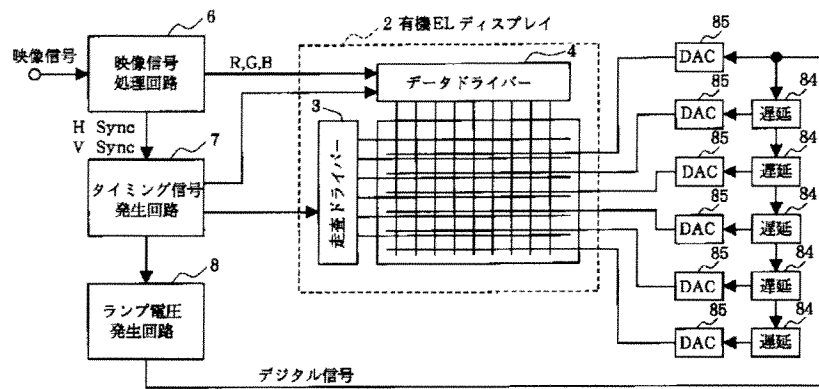 6
映像信号
映像信号
処理回路
R,G,B
2 有機ELディスプレイ
4
データドライバー
3
走査ドライバー
H Sync
V Sync
7
タイミング信号
発生回路
8
ランプ電圧
発生回路
デジタル信号
85
DAC
85
DAC
84
遅延
85
DAC
84
遅延
85
DAC
84
遅延
85
DAC
84
遅延
85
DAC
84
遅延